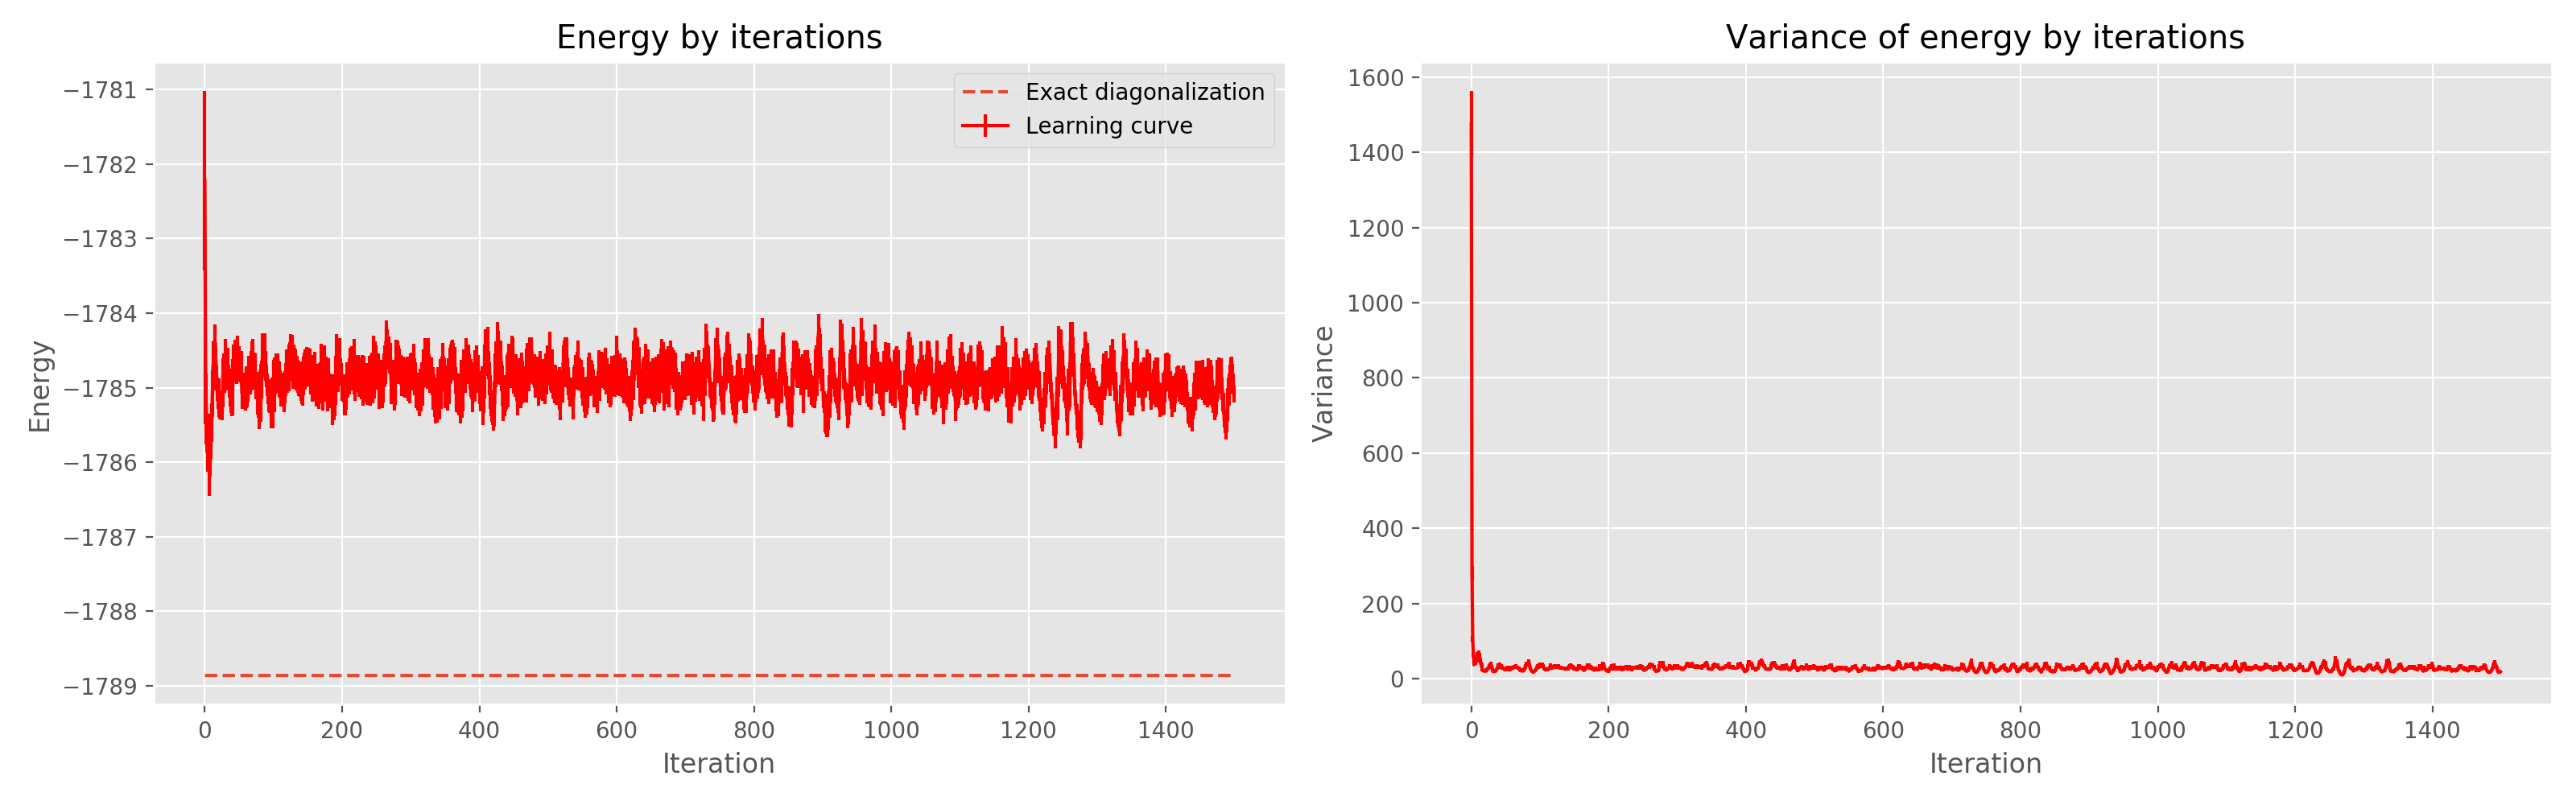 Energy by iterations
Exact diagonalization
Learning curve
−1781
−1782
−1783
−1784
−1785
−1786
−1787
−1788
−1789
Energy
0 200 400 600 800 1000 1200 1400
Iteration
Variance of energy by iterations
1600
1400
1200
1000
800
600
400
200
0
Variance
0 200 400 600 800 1000 1200 1400
Iteration